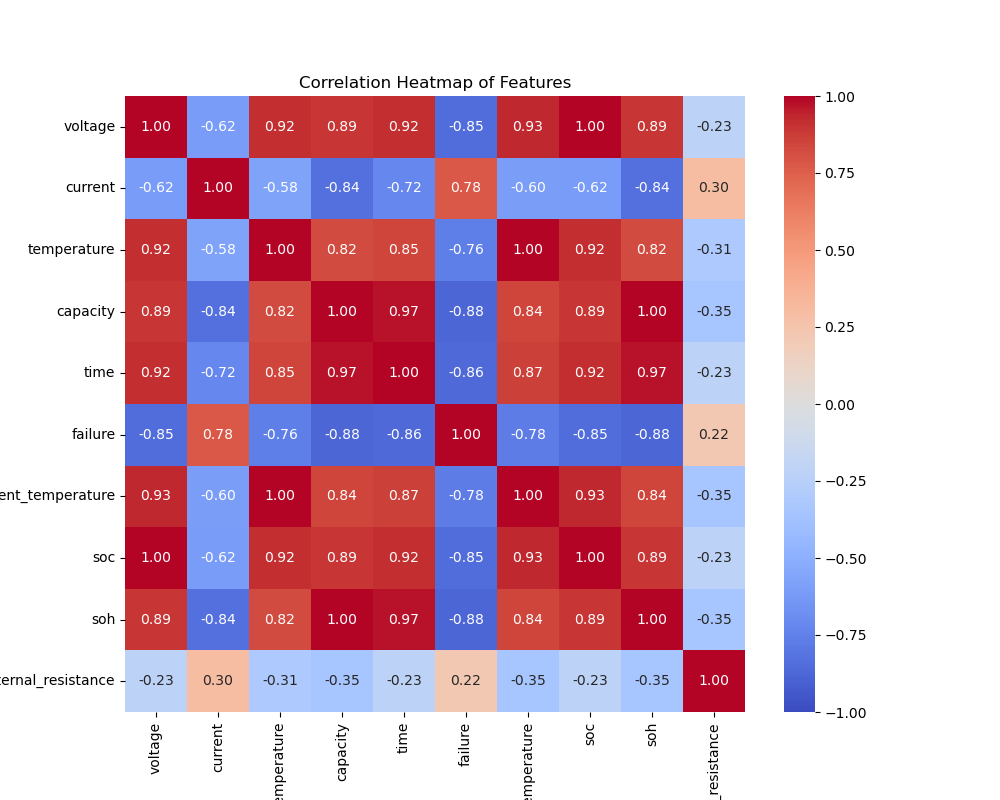 Correlation Heatmap of Features
voltage 1.00 -0.62 0.92 0.89 0.92 -0.85 0.93 1.00 0.89 -0.23
current -0.62 1.00 -0.58 -0.84 -0.72 0.78 -0.60 -0.62 -0.84 0.30
temperature 0.92 -0.58 1.00 0.82 0.85 -0.76 1.00 0.92 0.82 -0.31
capacity 0.89 -0.84 0.82 1.00 0.97 -0.88 0.84 0.89 1.00 -0.35
time 0.92 -0.72 0.85 0.97 1.00 -0.86 0.87 0.92 0.97 -0.23
failure -0.85 0.78 -0.76 -0.88 -0.86 1.00 -0.78 -0.85 -0.88 0.22
ent_temperature 0.93 -0.60 1.00 0.84 0.87 -0.78 1.00 0.93 0.84 -0.35
soc 1.00 -0.62 0.92 0.89 0.92 -0.85 0.93 1.00 0.89 -0.23
soh 0.89 -0.84 0.82 1.00 0.97 -0.88 0.84 0.89 1.00 -0.35
ernal_resistance -0.23 0.30 -0.31 -0.35 -0.23 0.22 -0.35 -0.23 -0.35 1.00
voltage
current
emperature
capacity
time
failure
emperature
soc
soh
_resistance
1.00
0.75
0.50
0.25
0.00
−0.25
−0.50
−0.75
−1.00